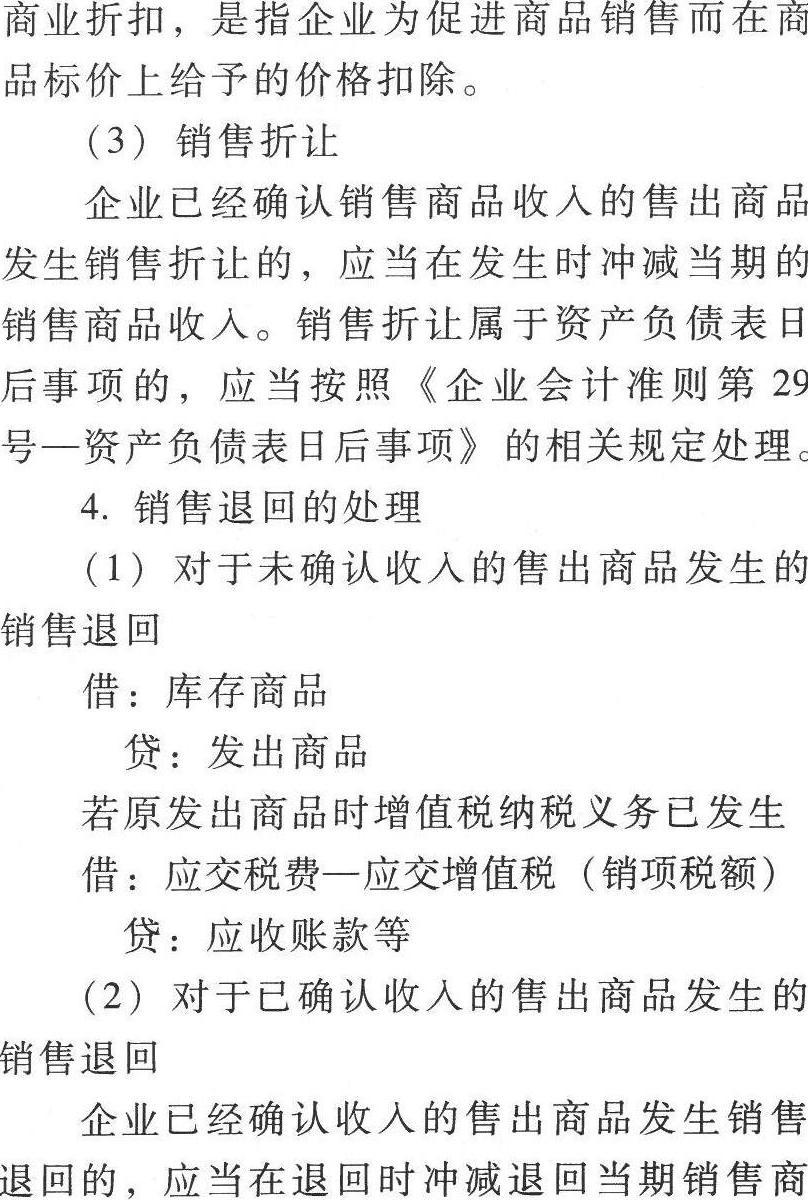 商业折扣，是指企业为促进商品销售而在商
品标价上给予的价格扣除。
（3）销售折让
企业已经确认销售商品收入的售出商品
发生销售折让的，应当在发生时冲减当期的
销售商品收入。销售折让属于资产负债表日
后事项的，应当按照《企业会计准则第 29
号—资产负债表日后事项》的相关规定处理。
4. 销售退回的处理
（1）对于未确认收入的售出商品发生的
销售退回
借：库存商品
贷：发出商品
若原发出商品时增值税纳税义务已发生
借：应交税费—应交增值税（销项税额）
贷：应收账款等
（2）对于已确认收入的售出商品发生的
销售退回
企业已经确认收入的售出商品发生销售
退回的，应当在退回时冲减退回当期销售商